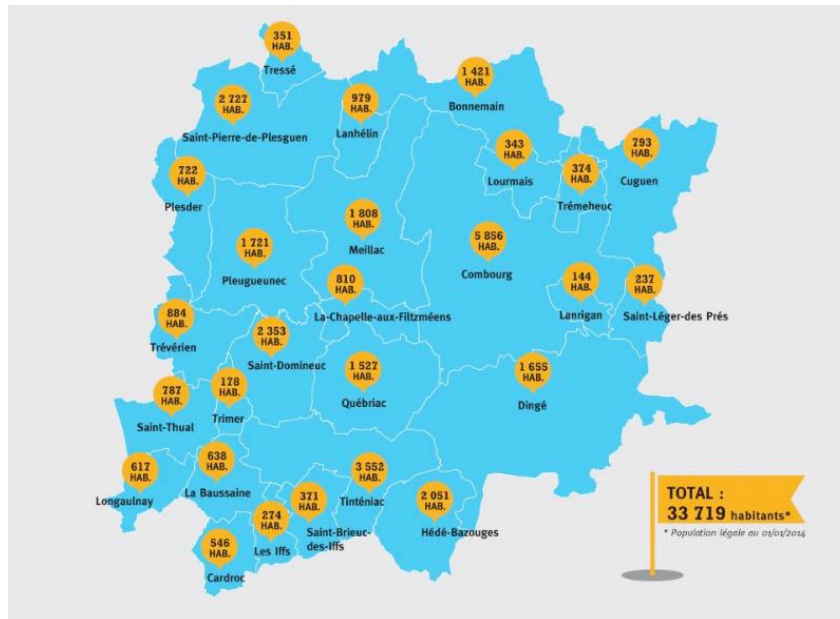 351
HAB.
Tressé
1 421
HAB.
Bonnemain
2 727
HAB.
Saint-Pierre-de-Plesguen
979
HAB.
Lanhélin
343
HAB.
Lourmais
374
HAB.
Trémeheuc
793
HAB.
Cuguen
722
HAB.
Plesder
1 808
HAB.
Meillac
1 721
HAB.
Pleugueunec
5 856
HAB.
Combourg
810
HAB.
La-Chapelle-aux-Filtzméens
144
HAB.
Lanrigan
237
HAB.
Saint-Léger-des Prés
884
HAB.
Trévérien
2 353
HAB.
Saint-Domineuc
1 527
HAB.
Québriac
1 655
HAB.
Dingé
787
HAB.
Saint-Thual
178
HAB.
Trimer
617
HAB.
Longaulnay
638
HAB.
La Baussaine
3 552
HAB.
Tinténiac
371
HAB.
Saint-Brieuc-
des-Iffs
2 051
HAB.
Hédé-Bazouges
274
HAB.
Les Iffs
546
HAB.
Cardroc
TOTAL :
33 719 habitants*
* Population légale au 01/01/2014